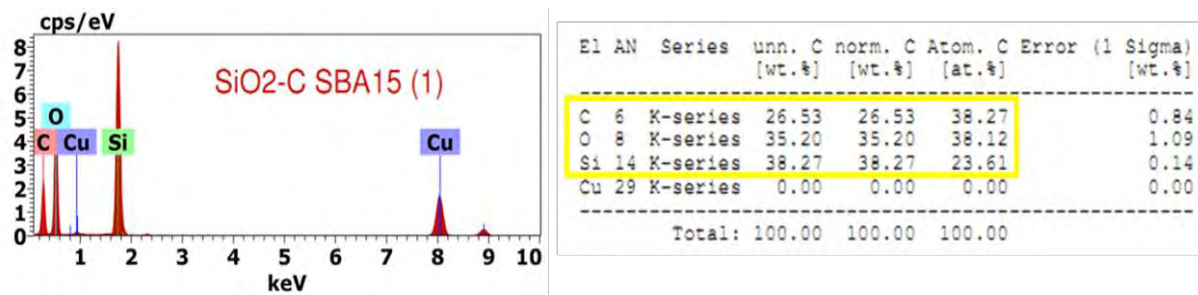 cps/eV
8
7
6
5
4
3
2
1
0
SiO2-C SBA15 (1)
O
C Cu Si Cu
1 2 3 4 5 6 7 8 9 10
keV
El AN Series unn. C norm. C Atom. C Error (1 Sigma)
[wt.%] [wt.%] [at.%] [wt.%]
C 6 K-series 26.53 26.53 38.27 0.84
O 8 K-series 35.20 35.20 38.12 1.09
Si 14 K-series 38.27 38.27 23.61 0.14
Cu 29 K-series 0.00 0.00 0.00 0.00
Total: 100.00 100.00 100.00